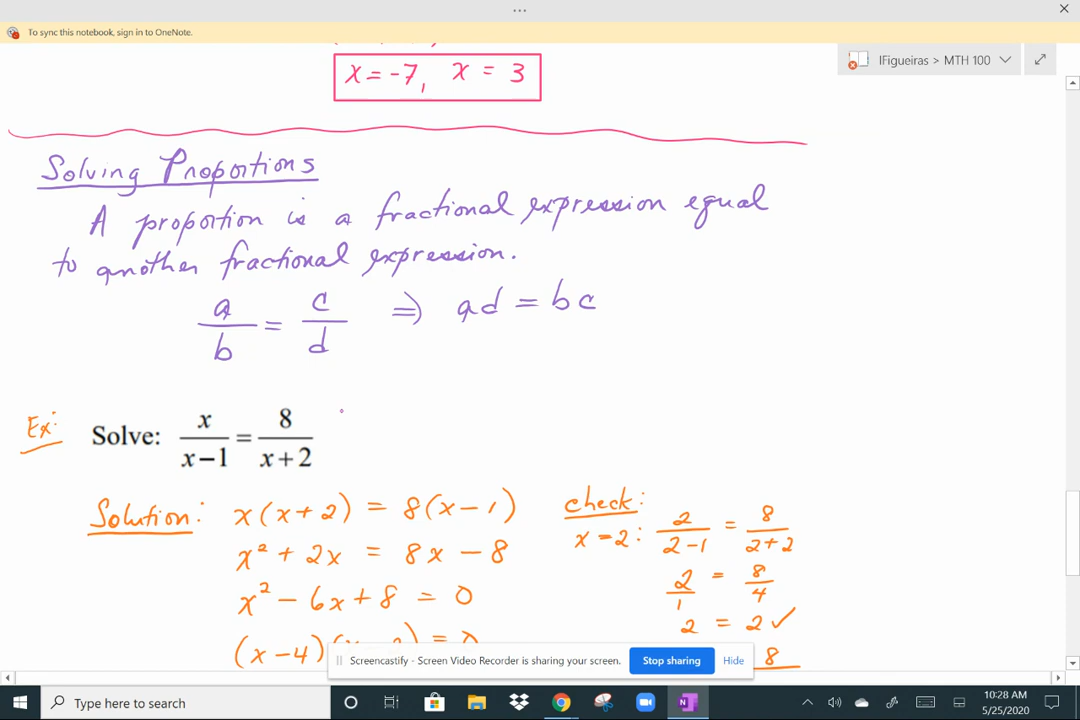 To sync this notebook, sign in to OneNote.
IFigueiras > MTH 100
x = -7, x = 3
Solving Proportions
A proportion is a fractional expression equal
to another fractional expression.
a/b = c/d ⇒ ad = bc
Ex:
Solve: x/(x-1) = 8/(x+2)
Solution: x(x+2) = 8(x-1)
x² + 2x = 8x - 8
x² - 6x + 8 = 0
(x-4)
check:
x = 2: 2/(2-1) = 8/(2+2)
2/1 = 8/4
2 = 2 ✓
8
Screencastify - Screen Video Recorder is sharing your screen.
Stop sharing
Hide
Type here to search
10:28 AM
5/25/2020